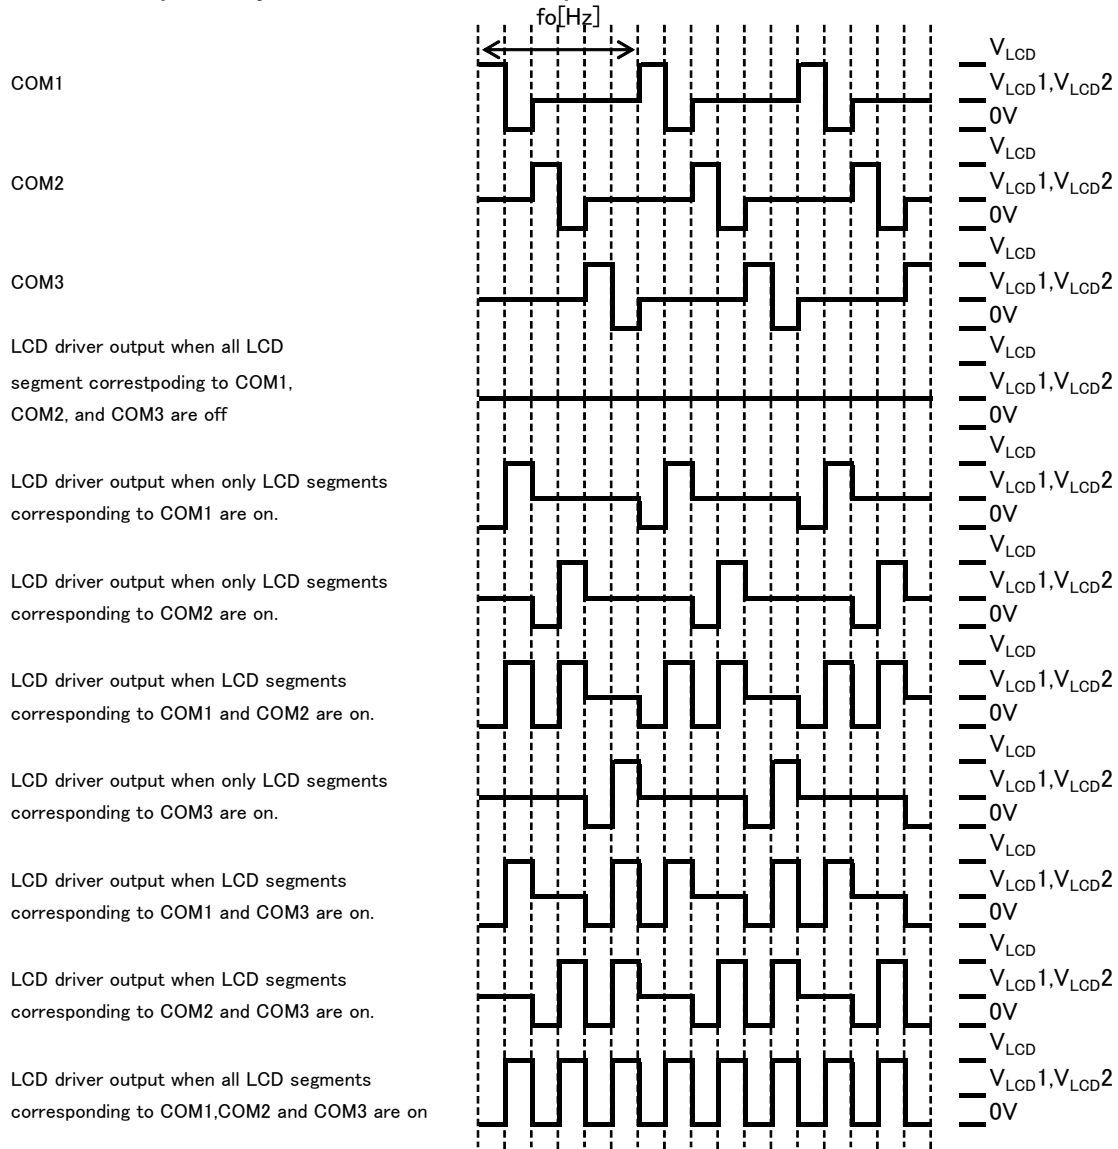 fo[Hz]
COM1
VLCD
VLCD1,VLCD2
0V
COM2
VLCD
VLCD1,VLCD2
0V
COM3
VLCD
VLCD1,VLCD2
0V
LCD driver output when all LCD
segment correstpoding to COM1,
COM2, and COM3 are off
VLCD
VLCD1,VLCD2
0V
LCD driver output when only LCD segments
corresponding to COM1 are on.
VLCD
VLCD1,VLCD2
0V
LCD driver output when only LCD segments
corresponding to COM2 are on.
VLCD
VLCD1,VLCD2
0V
LCD driver output when LCD segments
corresponding to COM1 and COM2 are on.
VLCD
VLCD1,VLCD2
0V
LCD driver output when only LCD segments
corresponding to COM3 are on.
VLCD
VLCD1,VLCD2
0V
LCD driver output when LCD segments
corresponding to COM1 and COM3 are on.
VLCD
VLCD1,VLCD2
0V
LCD driver output when LCD segments
corresponding to COM2 and COM3 are on.
VLCD
VLCD1,VLCD2
0V
LCD driver output when all LCD segments
corresponding to COM1,COM2 and COM3 are on
VLCD
VLCD1,VLCD2
0V